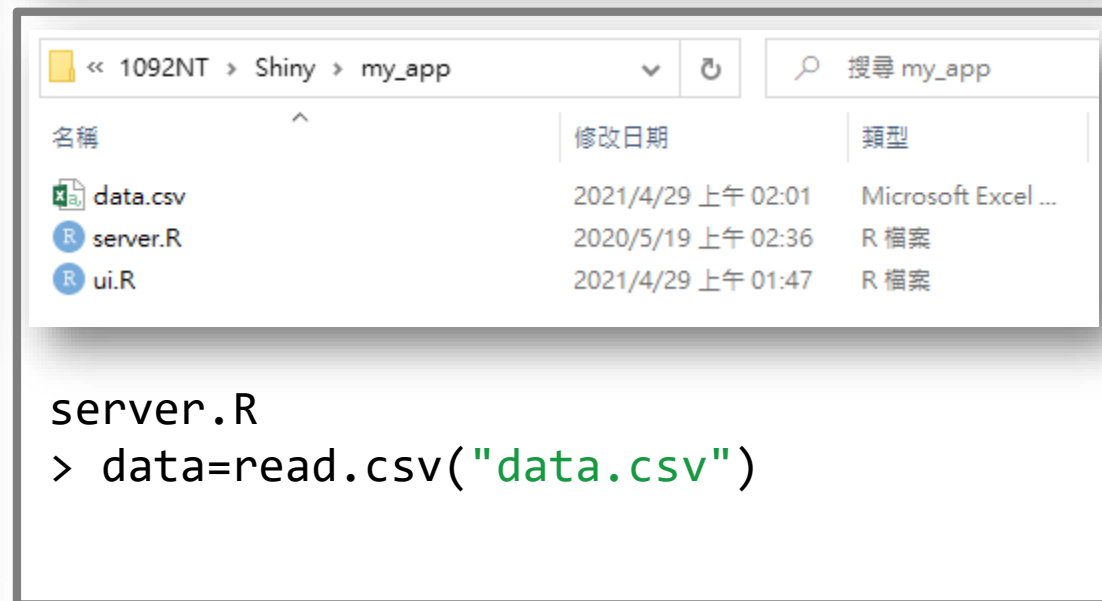 « 1092NT › Shiny › my_app 搜尋 my_app
名稱 修改日期 類型
data.csv 2021/4/29 上午 02:01 Microsoft Excel ...
server.R 2020/5/19 上午 02:36 R 檔案
ui.R 2021/4/29 上午 01:47 R 檔案
server.R
> data=read.csv("data.csv")